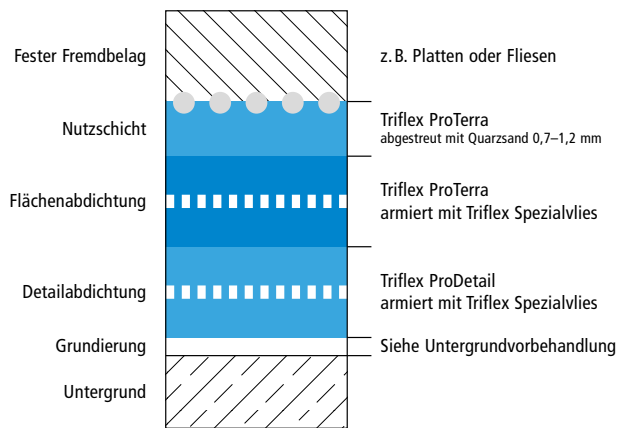 Fester Fremdbelag
z. B. Platten oder Fliesen
Nutzschicht
Triflex ProTerra
abgestreut mit Quarzsand 0,7–1,2 mm
Flächenabdichtung
Triflex ProTerra
armiert mit Triflex Spezialvlies
Detailabdichtung
Triflex ProDetail
armiert mit Triflex Spezialvlies
Grundierung
Siehe Untergrundvorbehandlung
Untergrund